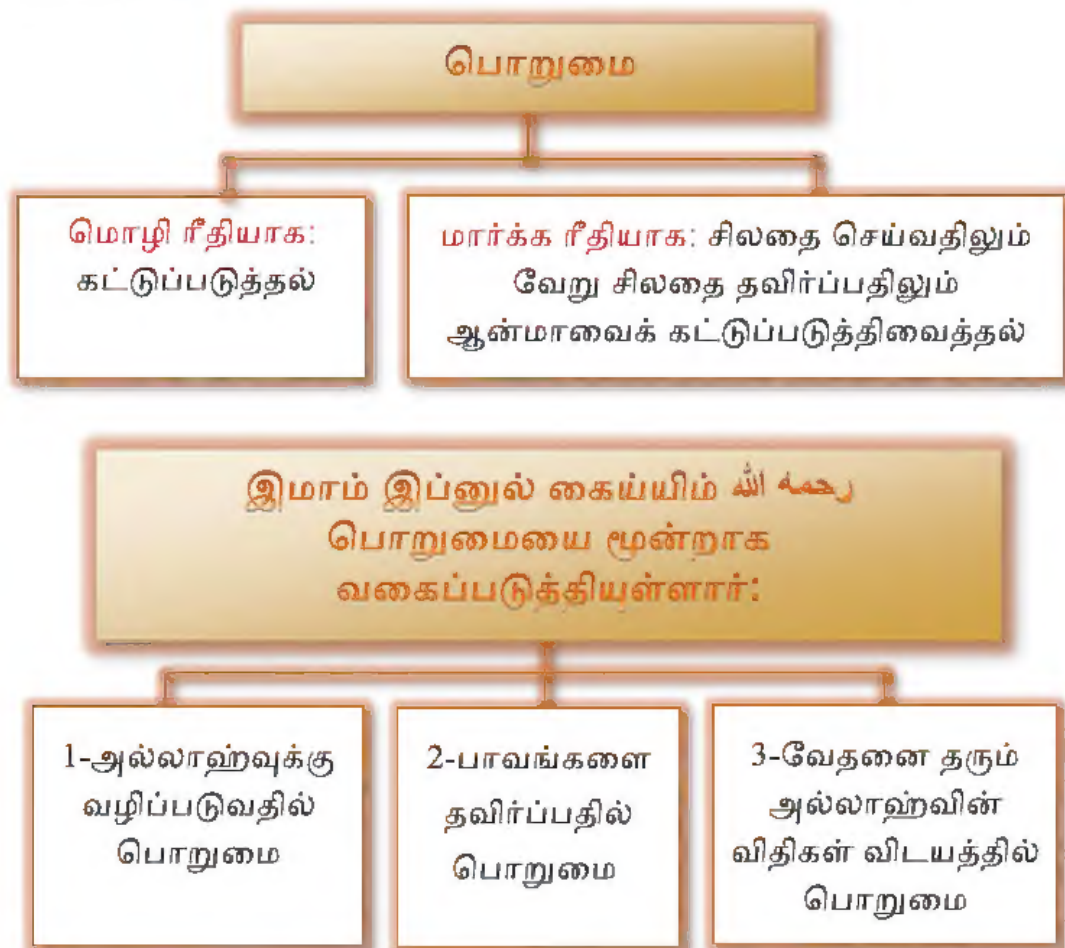 பொறுமை
மொழி ரீதியாக:
கட்டுப்படுத்தல்
மார்க்க ரீதியாக: சிலதை செய்வதிலும்
வேறு சிலதை தவிர்ப்பதிலும்
ஆன்மாவைக் கட்டுப்படுத்திவைத்தல்
இமாம் இப்னுல் கைய்யிம் رحمه الله
பொறுமையை மூன்றாக
வகைப்படுத்தியுள்ளார்:
1-அல்லாஹ்வுக்கு
வழிப்படுவதில்
பொறுமை
2-பாவங்களை
தவிர்ப்பதில்
பொறுமை
3-வேதனை தரும்
அல்லாஹ்வின்
விதிகள் விடயத்தில்
பொறுமை